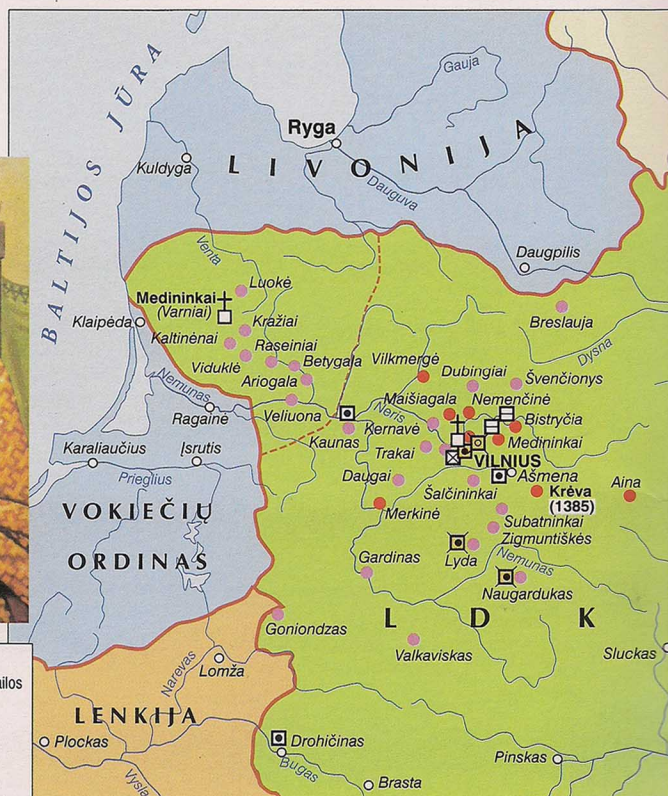 BALTIJOS JŪRA
Gauja
Ryga
LIVONIJA
Kuldyga
Dauguva
Venta
Daugpilis
Luokė
Medininkai
(Varniai)
Kražiai
Klaipėda
Kaltinėnai
Raseiniai
Viduklė
Betygala
Ariogala
Vilkmergė
Breslauja
Dysna
Dubingiai
Švenčionys
Nemunas
Ragainė
Veliuona
Kaunas
Neris
Maišiagala
Nemenčinė
Kernavė
Bistryčia
Medininkai
Trakai
VILNIUS
Karaliaučius
Įsrutis
Prieglius
Daugai
Ašmena
Šalčininkai
Krėva
(1385)
Aina
VOKIEČIŲ
ORDINAS
Merkinė
Subatninkai
Zigmuntiškės
Gardinas
Lyda
Nemunas
Naugardukas
LDK
Goniondzas
Valkaviskas
Sluckas
ailos
Narevas
Lomža
LENKIJA
Plockas
Drohičinas
Bugas
Pinskas
Vysla
Brasta